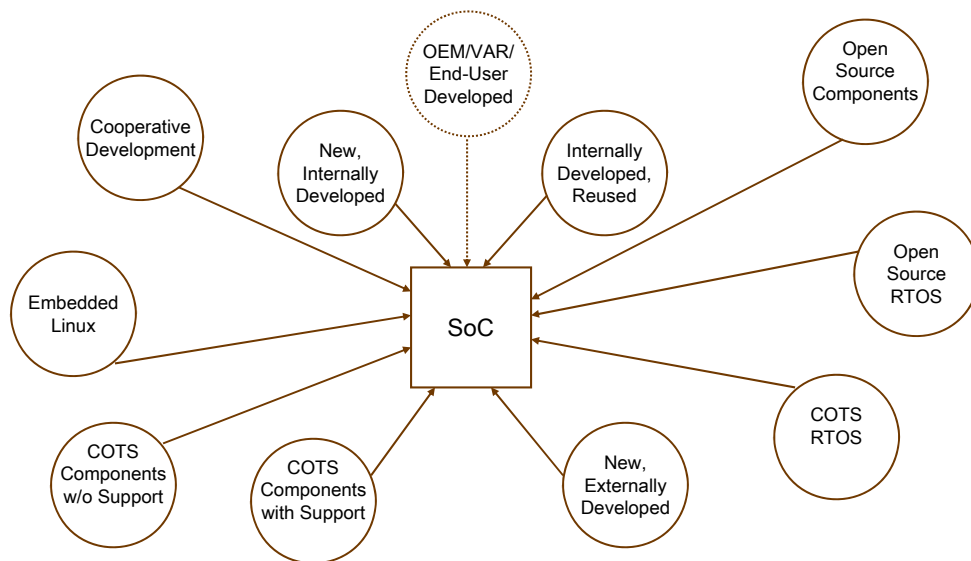 OEM/VAR/
End-User
Developed
Open
Source
Components
Cooperative
Development
New,
Internally
Developed
Internally
Developed,
Reused
Open
Source
RTOS
Embedded
Linux
SoC
COTS
RTOS
COTS
Components
w/o Support
COTS
Components
with Support
New,
Externally
Developed